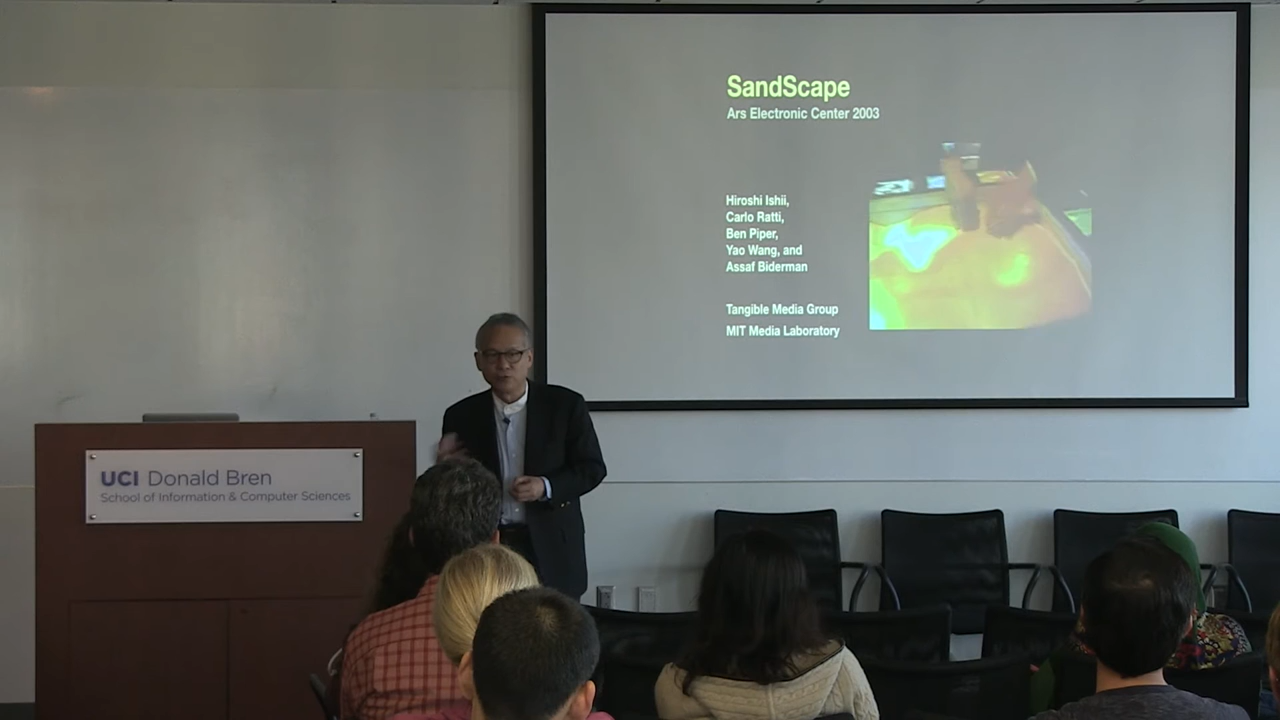 SandScape
Ars Electronic Center 2003
Hiroshi Ishii,
Carlo Ratti,
Ben Piper,
Yao Wang, and
Assaf Biderman
Tangible Media Group
MIT Media Laboratory
UCI Donald Bren
School of Information & Computer Sciences